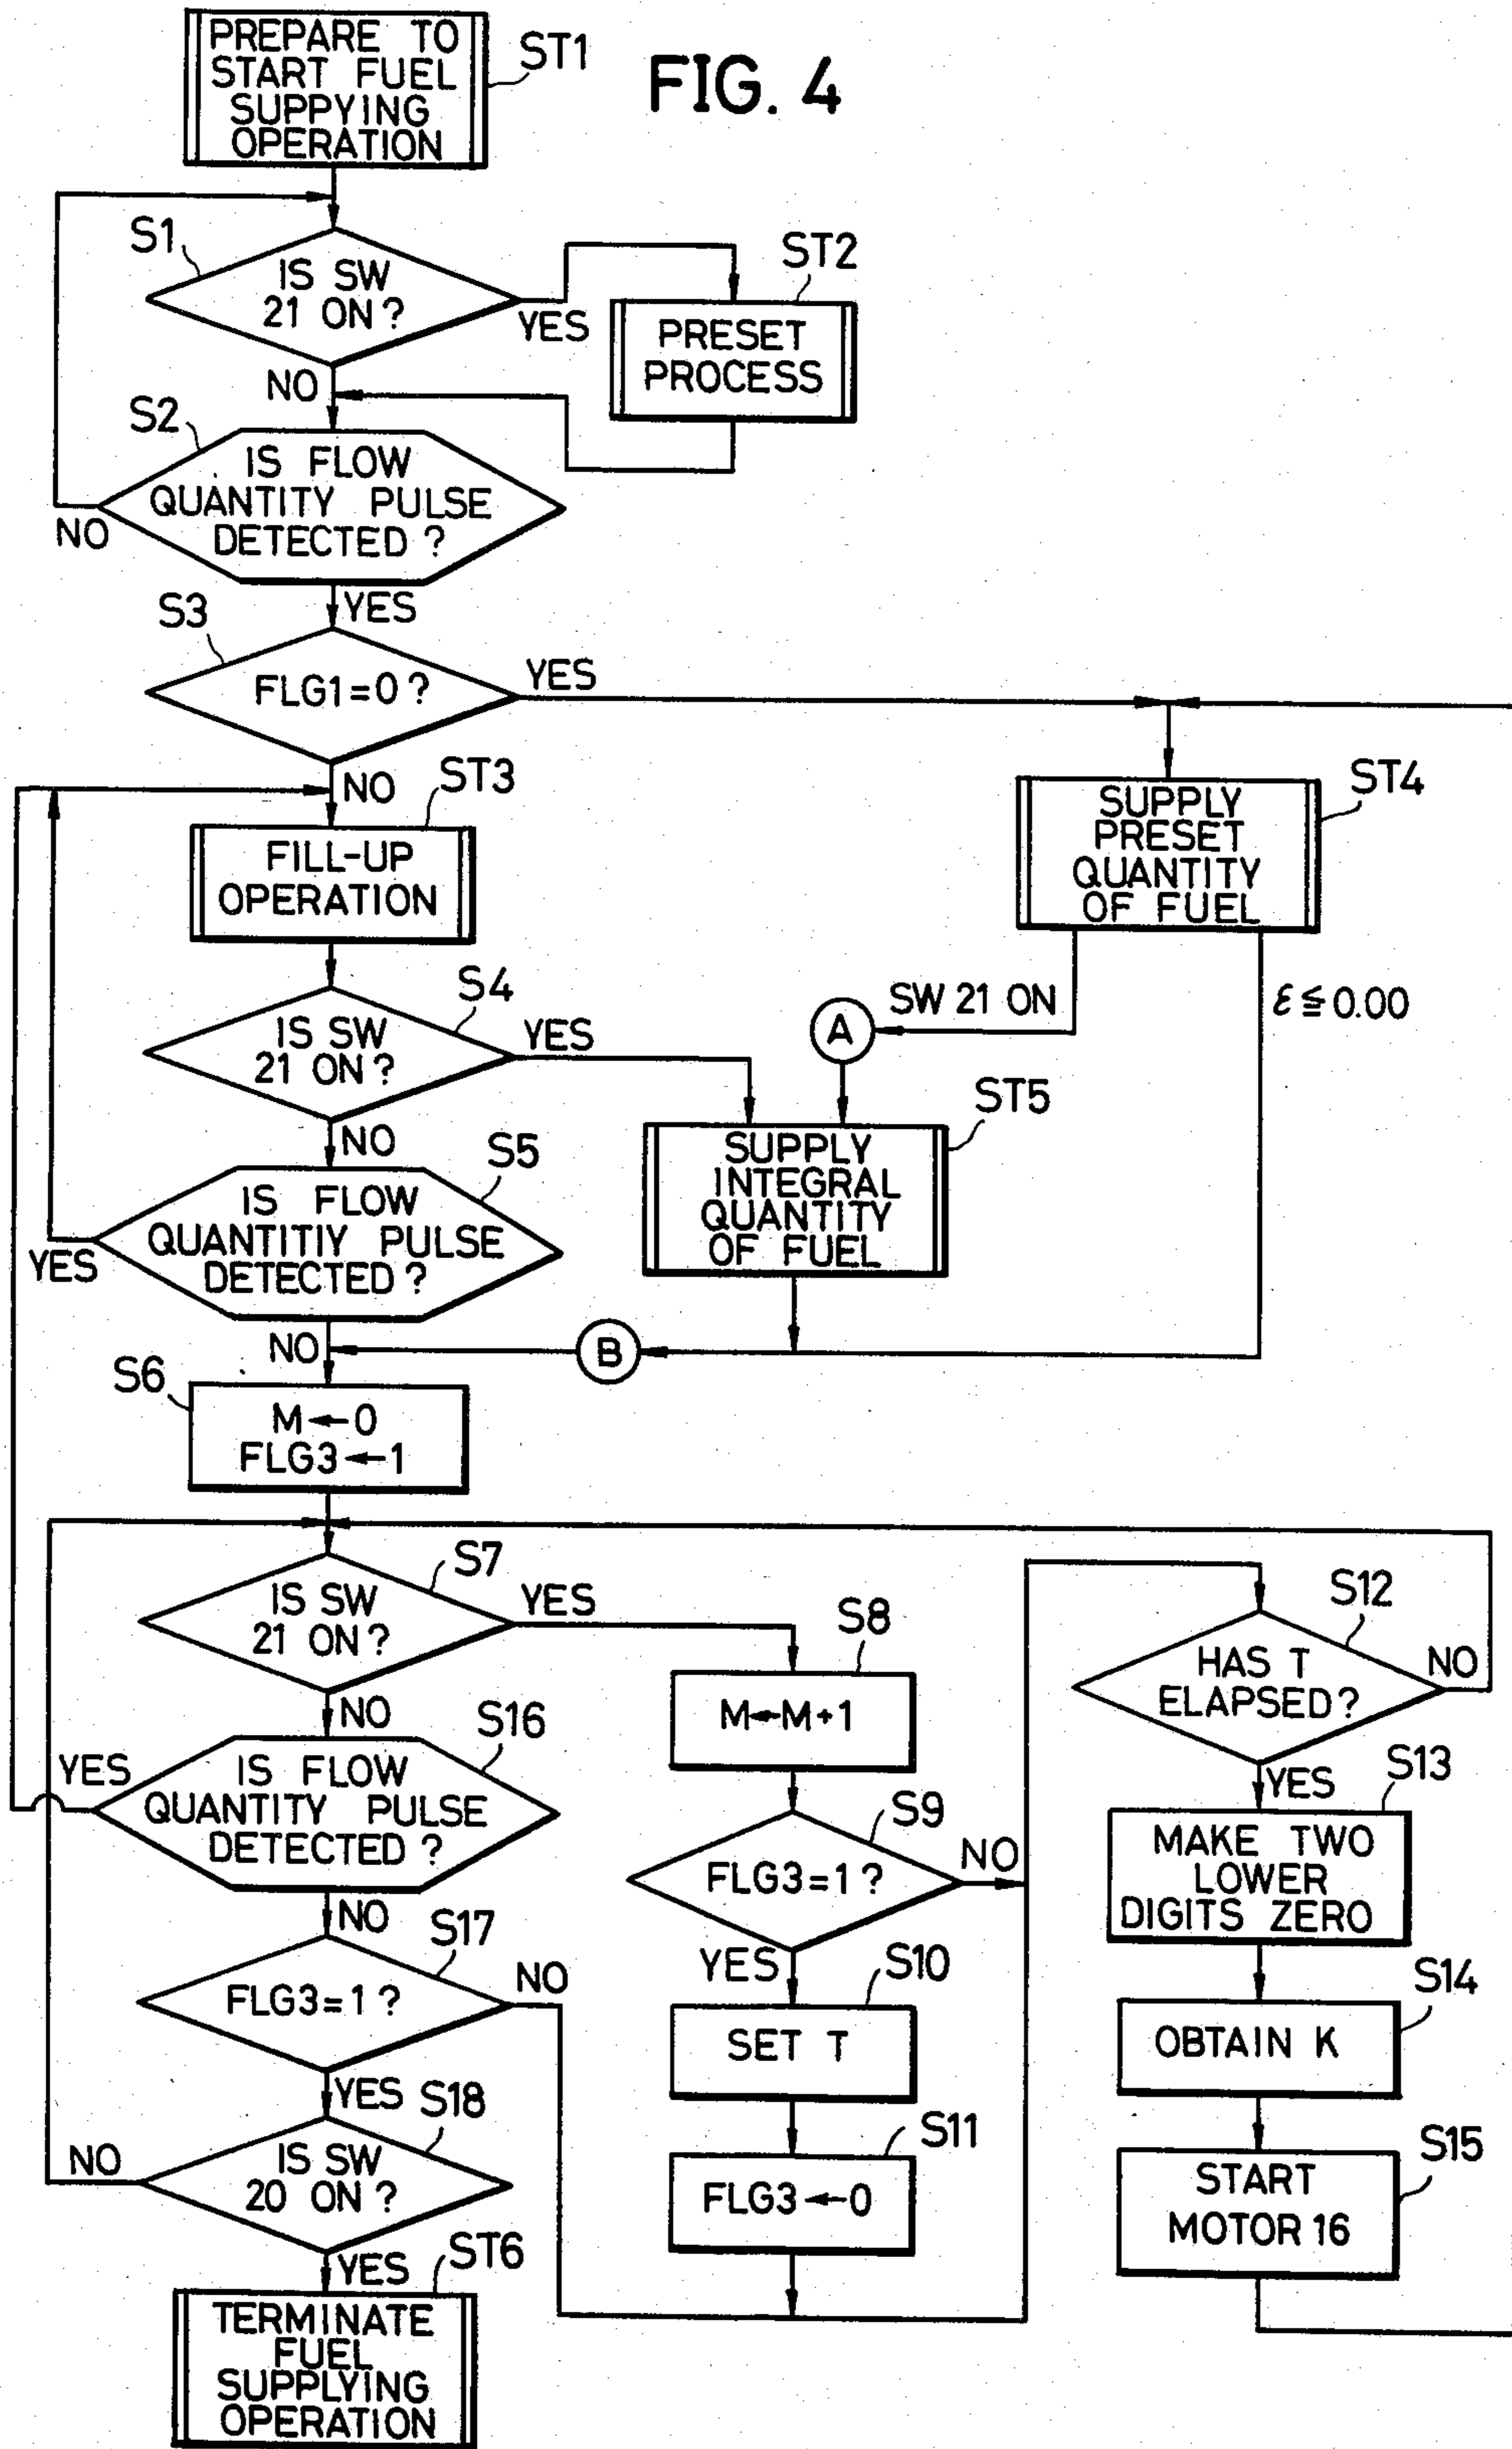 FIG. 4
PREPARE TO
START FUEL
SUPPYING
OPERATION
ST1
S1
IS SW
21 ON?
YES
NO
ST2
PRESET
PROCESS
S2
IS FLOW
QUANTITY PULSE
DETECTED?
NO
YES
S3
FLG1=0?
YES
NO
ST3
FILL-UP
OPERATION
ST4
SUPPLY
PRESET
QUANTITY
OF FUEL
SW 21 ON
ε≦0.00
A
S4
IS SW
21 ON?
YES
NO
ST5
SUPPLY
INTEGRAL
QUANTITY
OF FUEL
S5
IS FLOW
QUANTITIY PULSE
DETECTED?
YES
NO
B
S6
M←0
FLG3←1
S7
IS SW
21 ON?
YES
NO
S8
M←M+1
S12
HAS T
ELAPSED?
NO
YES
S16
IS FLOW
QUANTITY PULSE
DETECTED?
YES
NO
S9
FLG3=1?
NO
YES
S13
MAKE TWO
LOWER
DIGITS ZERO
S17
FLG3=1?
NO
YES
S10
SET T
S14
OBTAIN K
S18
IS SW
20 ON?
NO
YES
S11
FLG3←0
S15
START
MOTOR 16
ST6
TERMINATE
FUEL
SUPPLYING
OPERATION